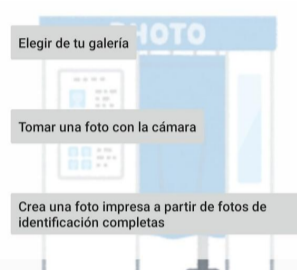 PHOTO
Elegir de tu galería
Tomar una foto con la cámara
Crea una foto impresa a partir de fotos de
identificación completas